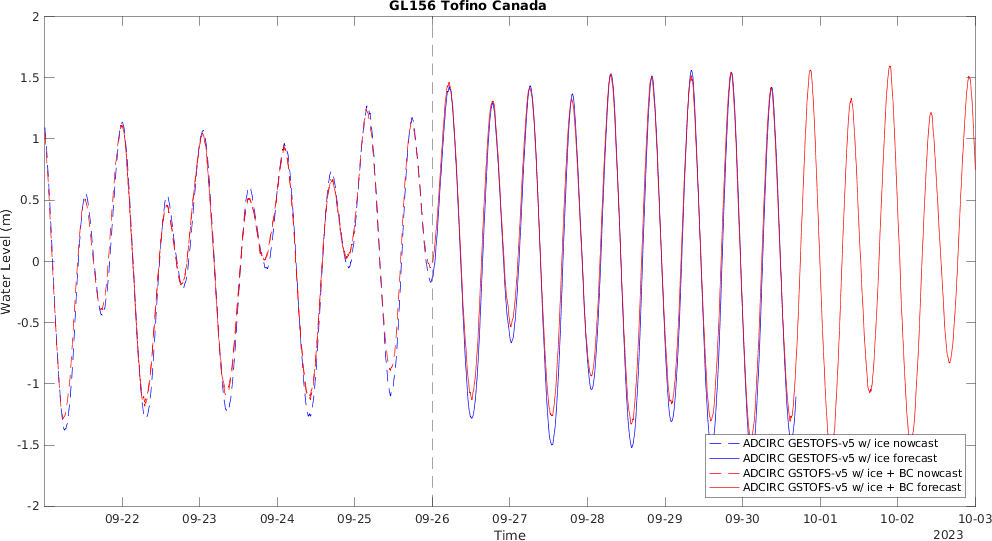 GL156 Tofino Canada
2
1.5
1
0.5
0
-0.5
-1
-1.5
-2
Water Level (m)
ADCIRC GESTOFS-v5 w/ ice nowcast
ADCIRC GESTOFS-v5 w/ ice forecast
ADCIRC GSTOFS-v5 w/ ice + BC nowcast
ADCIRC GSTOFS-v5 w/ ice + BC forecast
09-22 09-23 09-24 09-25 09-26 09-27 09-28 09-29 09-30 10-01 10-02 10-03
Time
2023